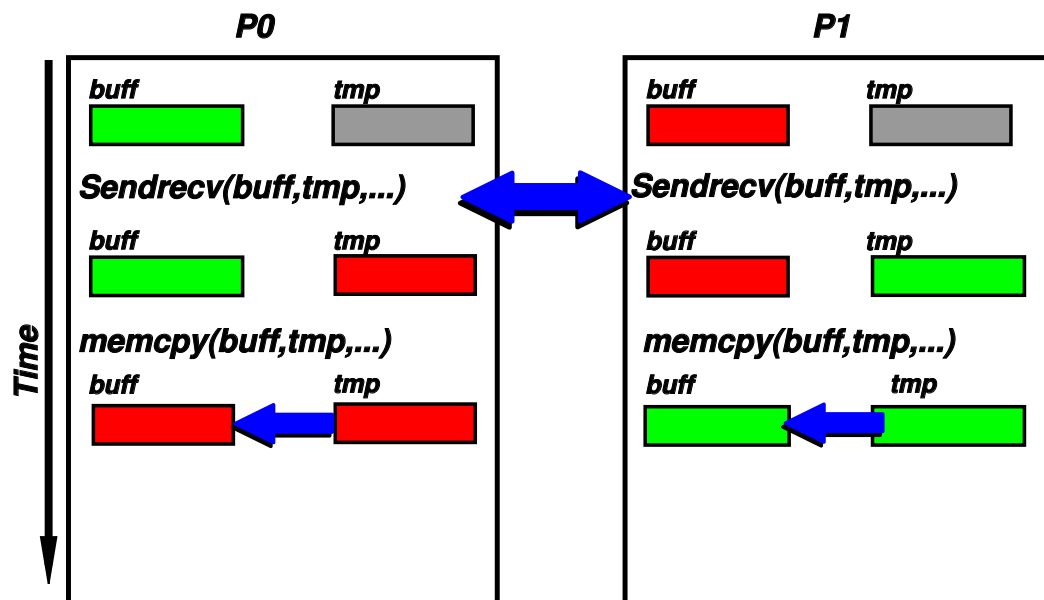 P0
P1
buff
tmp
buff
tmp
Sendrecv(buff,tmp,...)
Sendrecv(buff,tmp,...)
buff
tmp
buff
tmp
Time
memcpy(buff,tmp,...)
memcpy(buff,tmp,...)
buff
tmp
buff
tmp